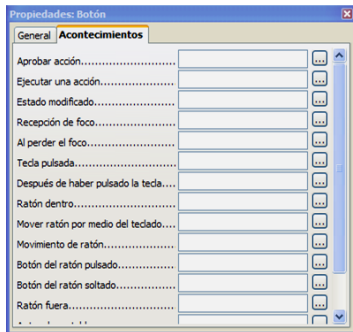 Propiedades: Botón
General Acontecimientos
Aprobar acción............................
Ejecutar una acción......................
Estado modificado........................
Recepción de foco........................
Al perder el foco..........................
Tecla pulsada..............................
Después de haber pulsado la tecla....
Ratón dentro...............................
Mover ratón por medio del teclado....
Movimiento de ratón.....................
Botón del ratón pulsado.................
Botón del ratón soltado.................
Ratón fuera................................